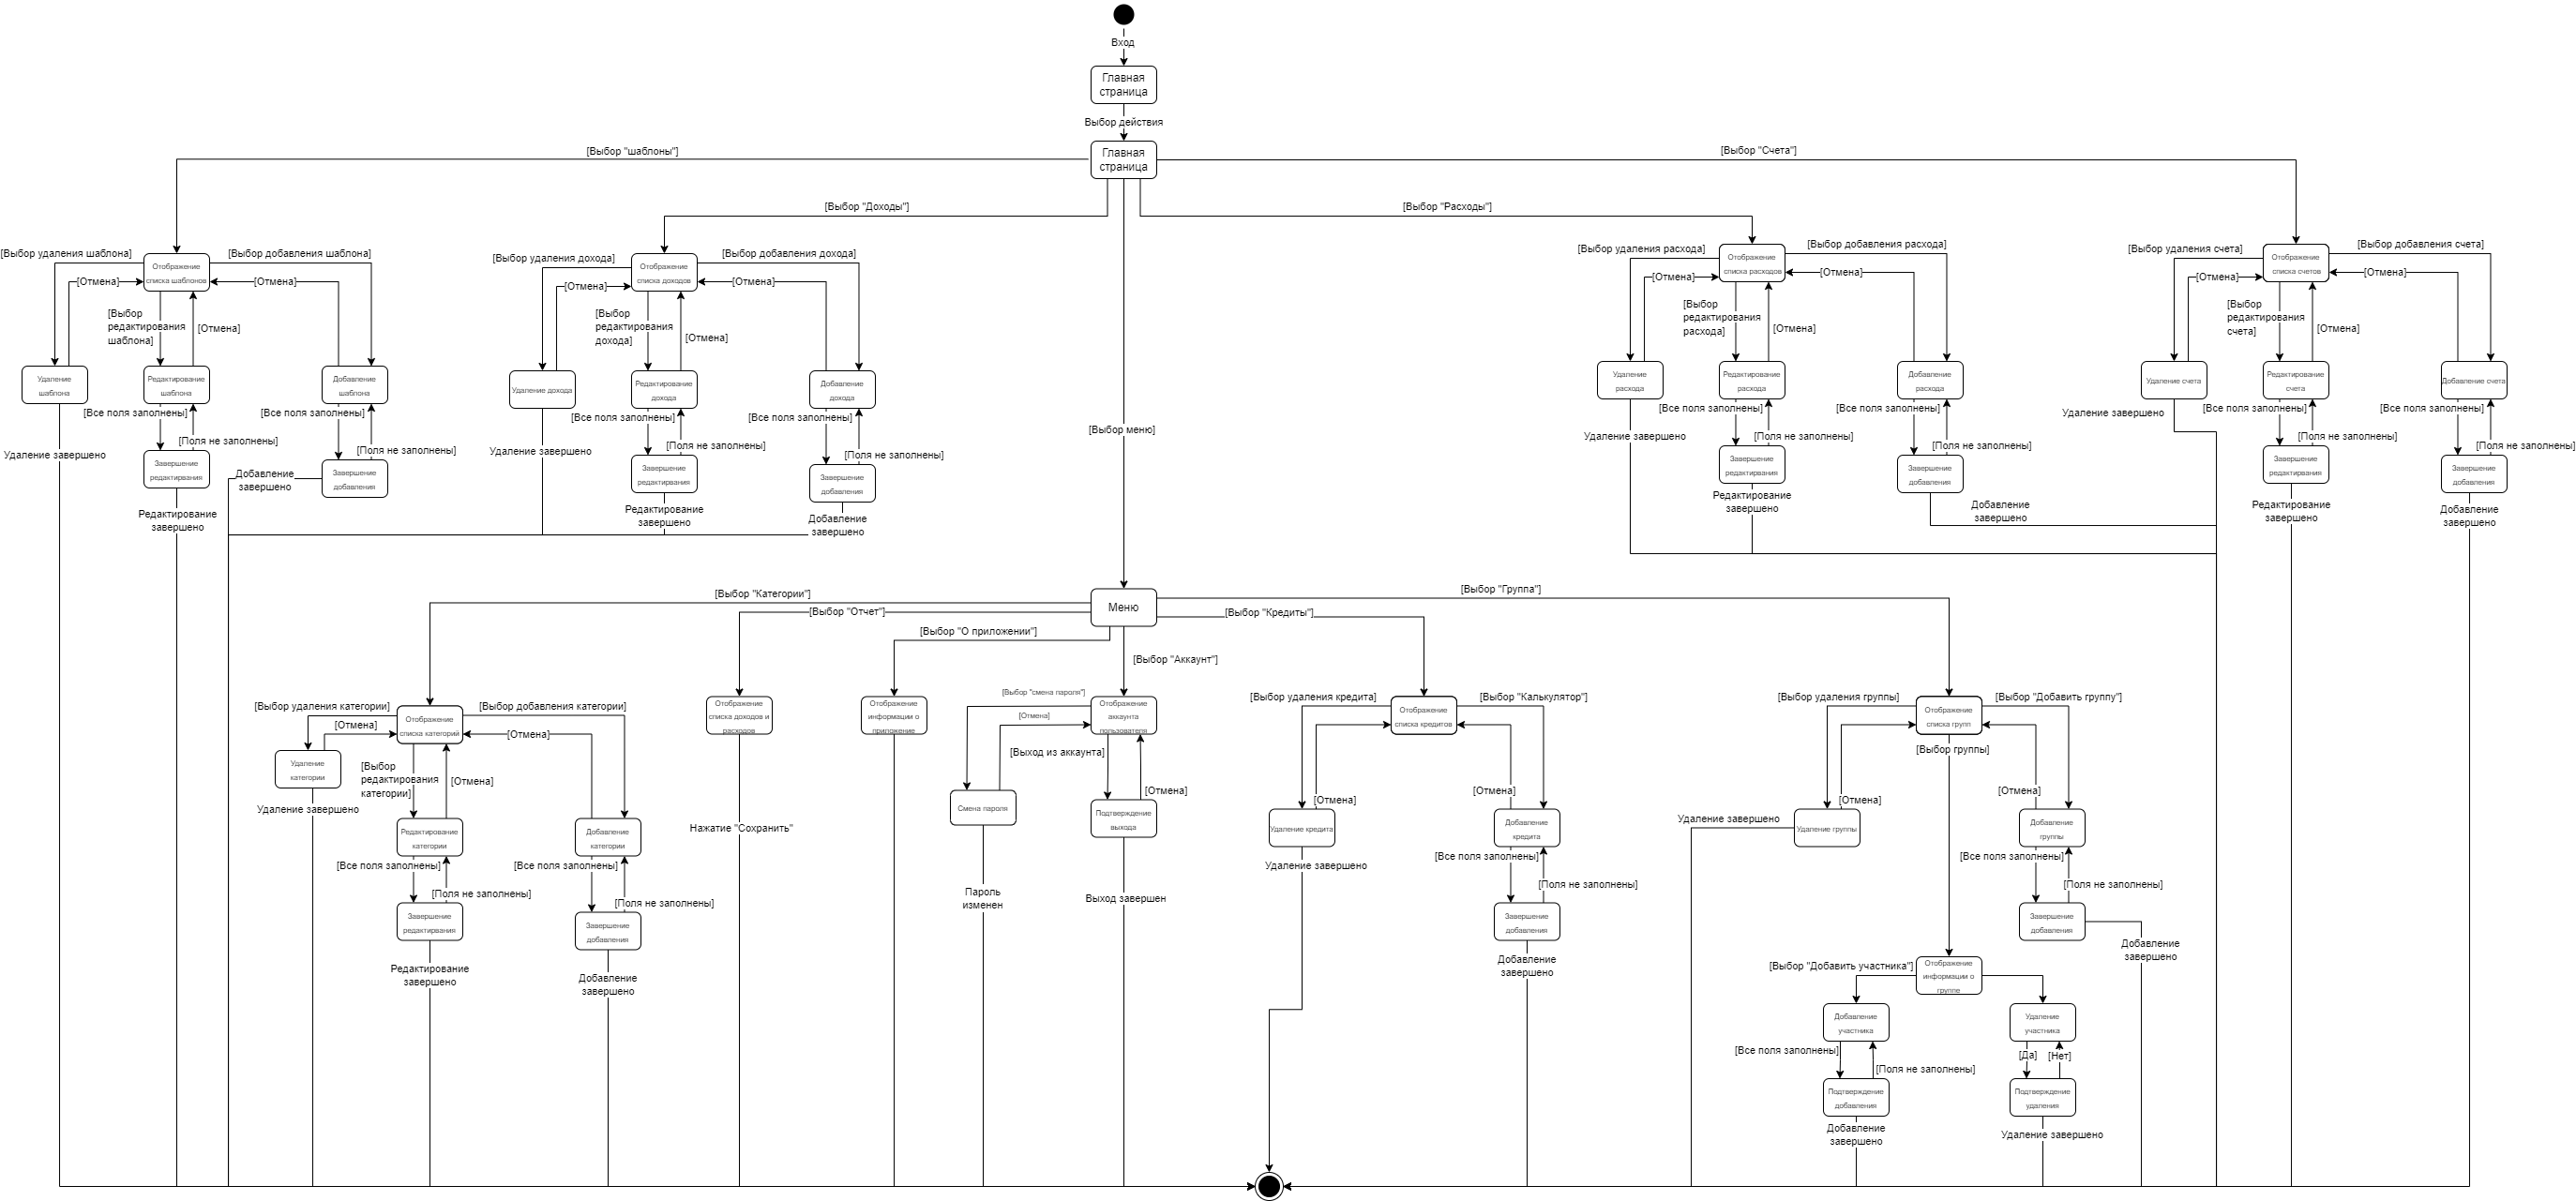 Вход
Главная
страница
Выбор действия
Главная
страница
[Выбор "шаблоны"]
[Выбор "Счета"]
[Выбор "Доходы"]
[Выбор "Расходы"]
[Выбор меню]
[Выбор удаления шаблона]
Отображение
списка шаблонов
[Выбор добавления шаблона]
[Отмена]
[Отмена]
[Выбор
редактирования
шаблона]
[Отмена]
Удаление
шаблона
Редактирование
шаблона
Добавление
шаблона
[Все поля заполнены]
[Поля не заполнены]
[Все поля заполнены]
[Поля не заполнены]
Удаление завершено
Завершение
редактирвания
Добавление
завершено
Завершение
добавления
Редактирование
завершено
[Выбор удаления дохода]
Отображение
списка доходов
[Выбор добавления дохода]
[Отмена]
[Отмена]
[Выбор
редактирования
дохода]
[Отмена]
Удаление дохода
Редактирование
дохода
Добавление
дохода
[Все поля заполнены]
[Поля не заполнены]
[Все поля заполнены]
[Поля не заполнены]
Удаление завершено
Завершение
редактирвания
Завершение
добавления
Редактирование
завершено
Добавление
завершено
[Выбор удаления расхода]
Отображение
списка расходов
[Выбор добавления расхода]
[Отмена]
[Отмена]
[Выбор
редактирования
расхода]
[Отмена]
Удаление
расхода
Редактирование
расхода
Добавление
расхода
[Все поля заполнены]
[Поля не заполнены]
[Все поля заполнены]
[Поля не заполнены]
Удаление завершено
Завершение
редактирвания
Завершение
добавления
Редактирование
завершено
Добавление
завершено
[Выбор удаления счета]
Отображение
списка счетов
[Выбор добавления счета]
[Отмена]
[Отмена]
[Выбор
редактирования
счета]
[Отмена]
Удаление счета
Редактирование
счета
Добавление счета
Удаление завершено
[Все поля заполнены]
[Поля не заполнены]
[Все поля заполнены]
[Поля не заполнены]
Завершение
редактирвания
Завершение
добавления
Редактирование
завершено
Добавление
завершено
Меню
[Выбор "Категории"]
[Выбор "Отчет"]
[Выбор "О приложении"]
[Выбор "Аккаунт"]
[Выбор "Кредиты"]
[Выбор "Группа"]
[Выбор удаления категории]
Отображение
списка категорий
[Выбор добавления категории]
[Отмена]
[Отмена]
Удаление
категории
[Выбор
редактирования
категории]
[Отмена]
Удаление завершено
Редактирование
категории
Добавление
категории
[Все поля заполнены]
[Поля не заполнены]
[Все поля заполнены]
[Поля не заполнены]
Завершение
редактирвания
Завершение
добавления
Редактирование
завершено
Добавление
завершено
Отображение
списка доходов и
расходов
Нажатие "Сохранить"
Отображение
информации о
приложение
[Выбор "смена пароля"]
Отображение
аккаунта
пользователя
[Отмена]
[Выход из аккаунта]
[Отмена]
Смена пароля
Подтверждение
выхода
Пароль
изменен
Выход завершен
[Выбор удаления кредита]
Отображение
списка кредитов
[Выбор "Калькулятор"]
[Отмена]
[Отмена]
Удаление кредита
Добавление
кредита
Удаление завершено
[Все поля заполнены]
[Поля не заполнены]
Завершение
добавления
Добавление
завершено
[Выбор удаления группы]
Отображение
списка групп
[Выбор "Добавить группу"]
[Выбор группы]
[Отмена]
[Отмена]
Удаление завершено
Удаление группы
Добавление
группы
[Все поля заполнены]
[Поля не заполнены]
Завершение
добавления
Добавление
завершено
[Выбор "Добавить участника"]
Отображение
информации о
группе
Добавление
участника
Удаление
участника
[Все поля заполнены]
[Поля не заполнены]
[Да]
[Нет]
Подтверждение
добавления
Подтверждение
удаления
Добавление
завершено
Удаление завершено